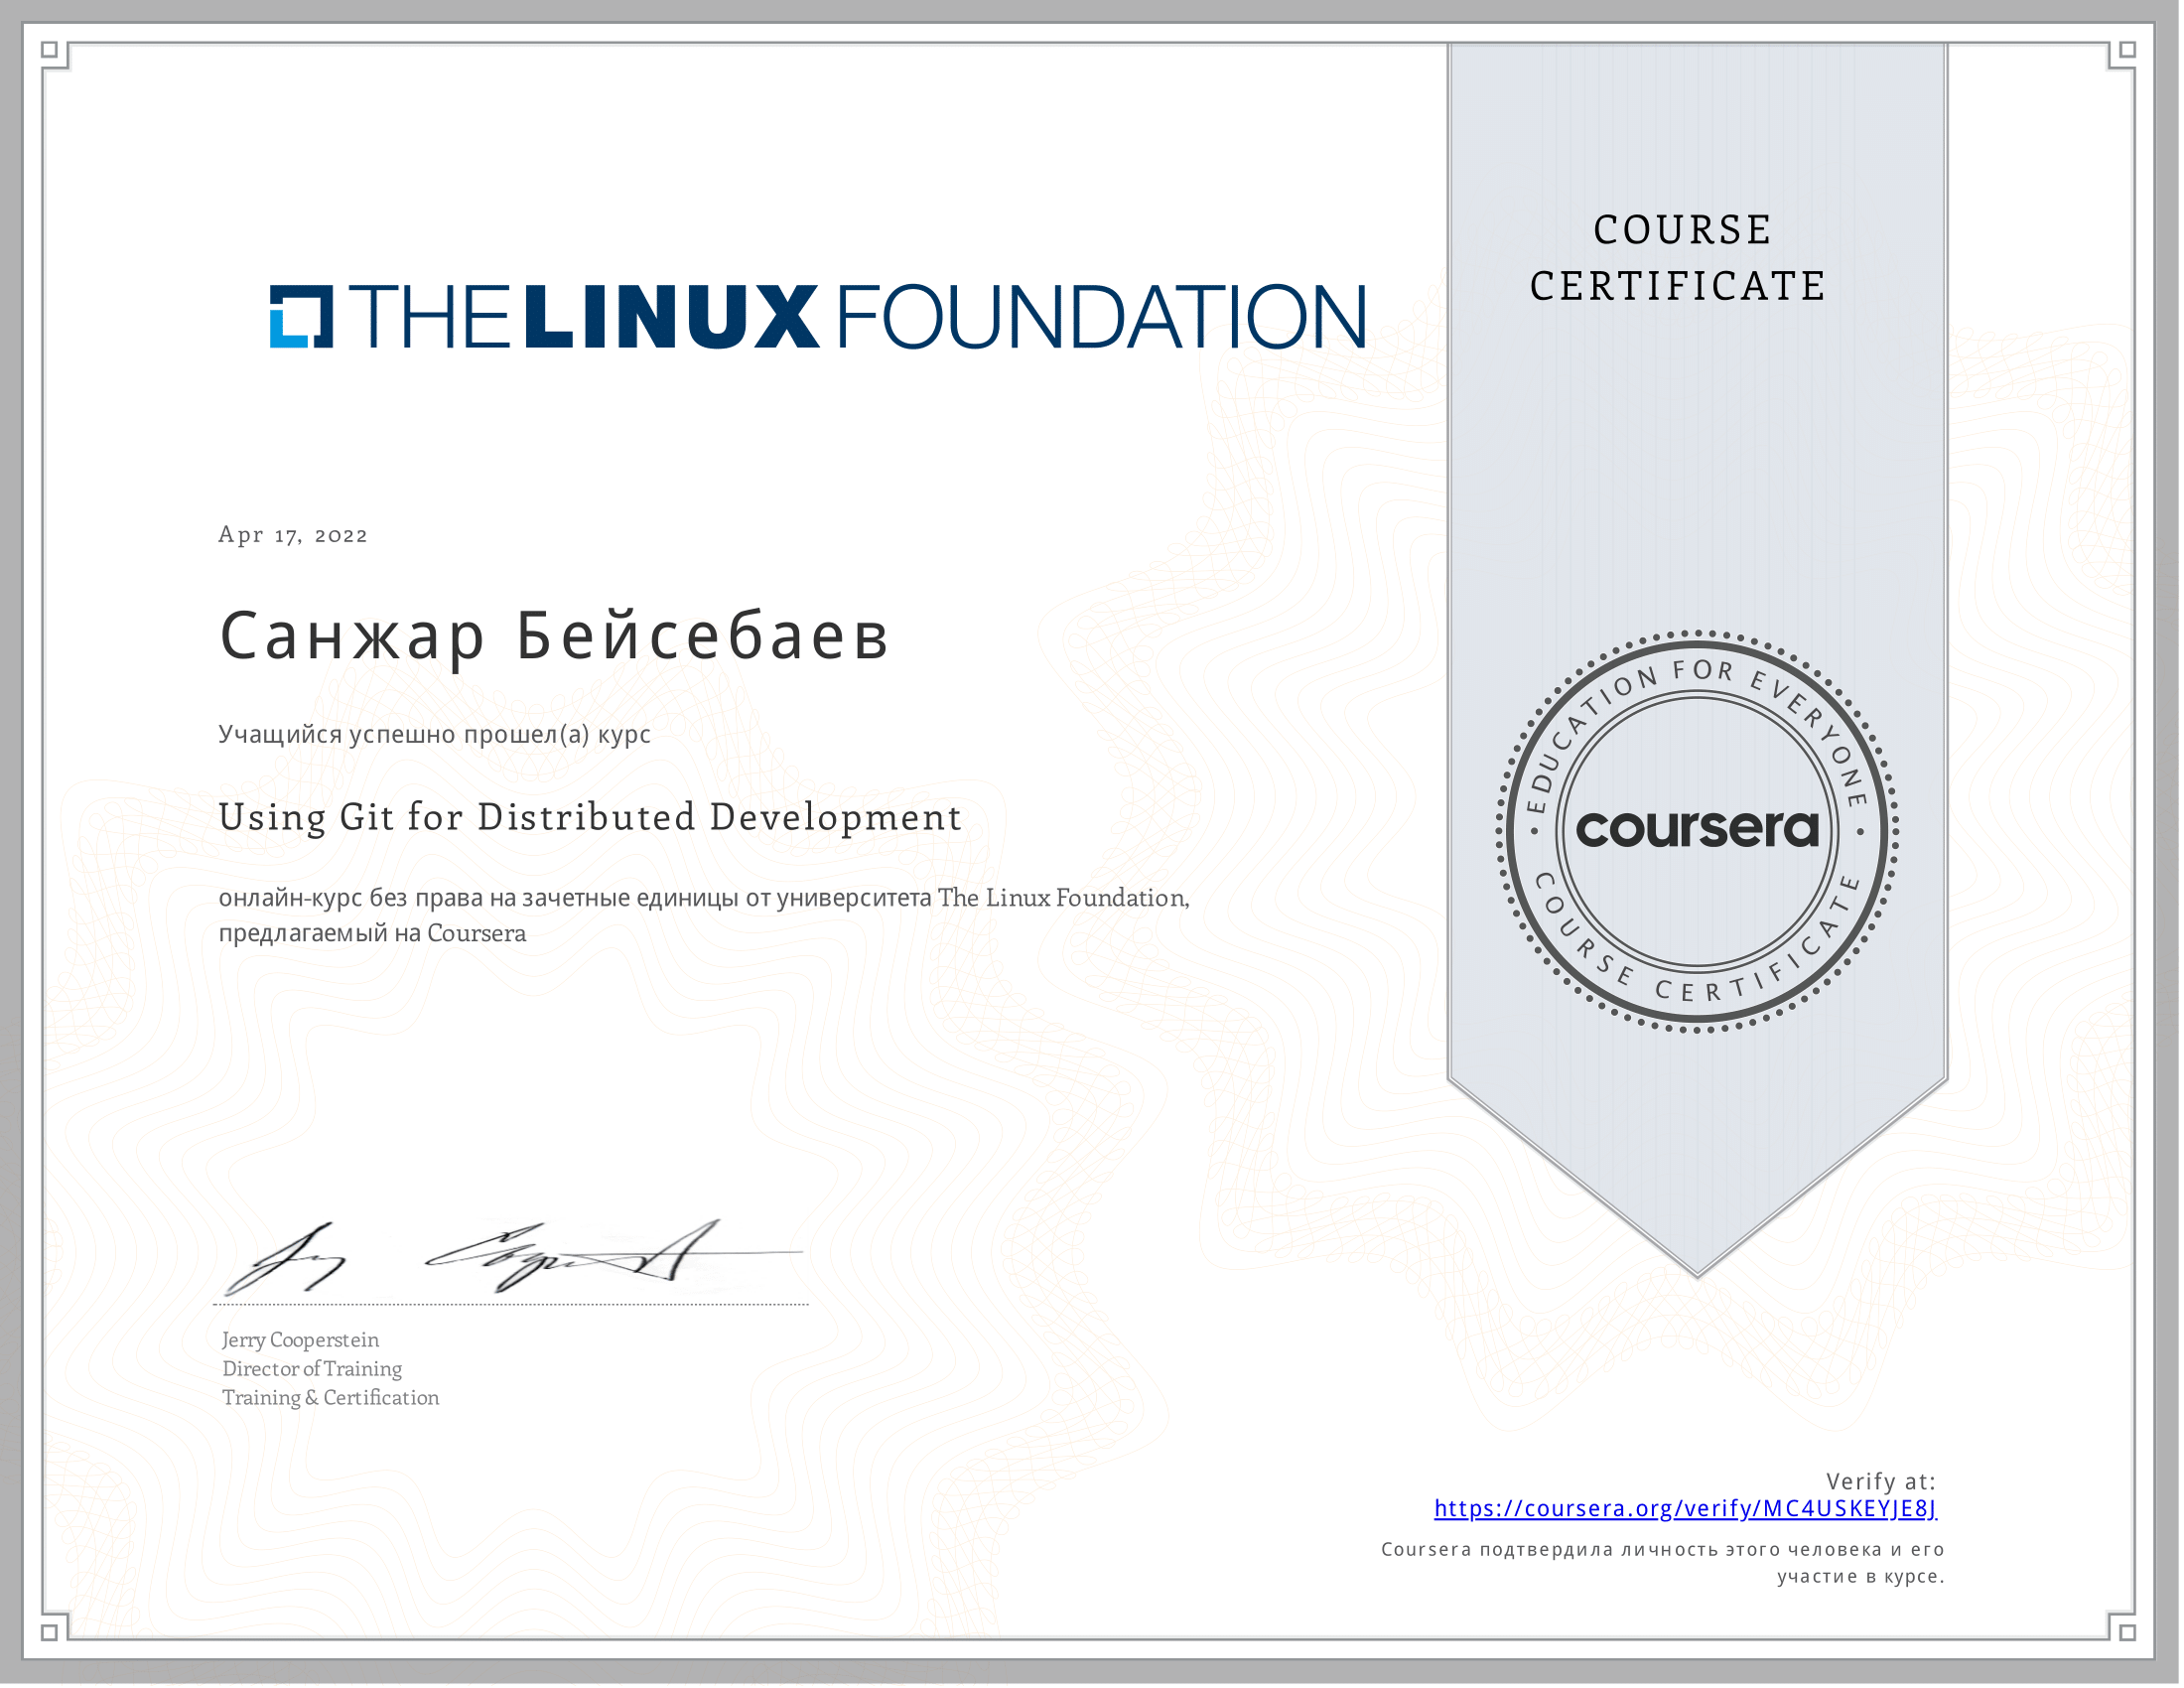 THE LINUX FOUNDATION
COURSE
CERTIFICATE
Apr 17, 2022
Санжар Бейсебаев
Учащийся успешно прошел(а) курс
Using Git for Distributed Development
онлайн-курс без права на зачетные единицы от университета The Linux Foundation,
предлагаемый на Coursera
EDUCATION FOR EVERYONE
coursera
COURSE CERTIFICATE
Jerry Cooperstein
Director of Training
Training & Certification
Verify at:
https://coursera.org/verify/MC4USKEYJE8J
Coursera подтвердила личность этого человека и его
участие в курсе.